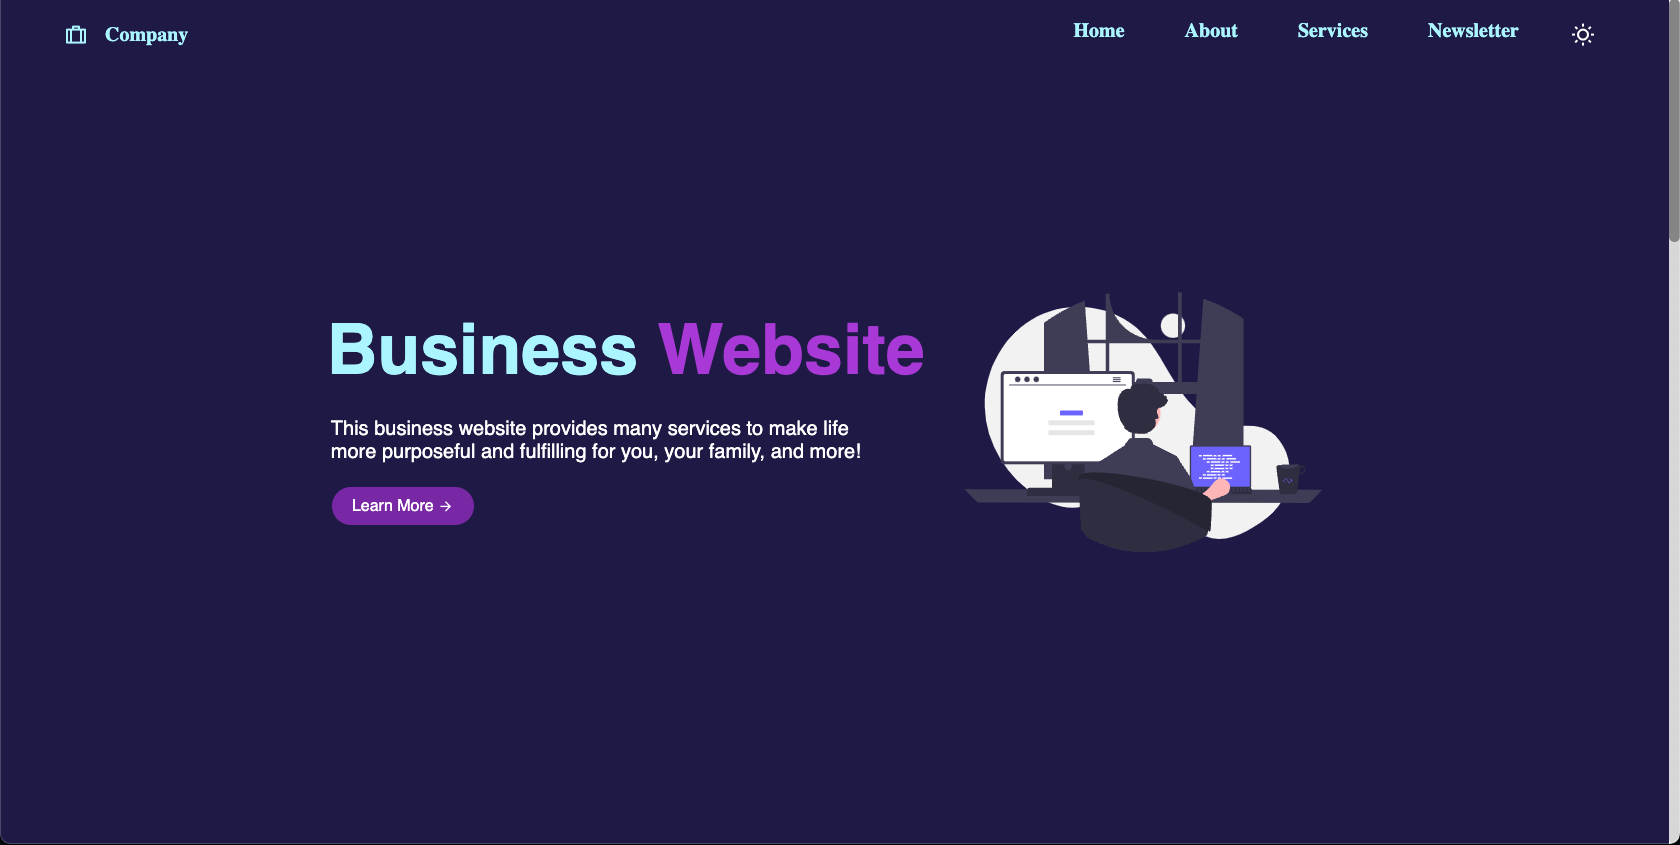 Company
Home About Services Newsletter
Business Website
This business website provides many services to make life
more purposeful and fulfilling for you, your family, and more!
Learn More →